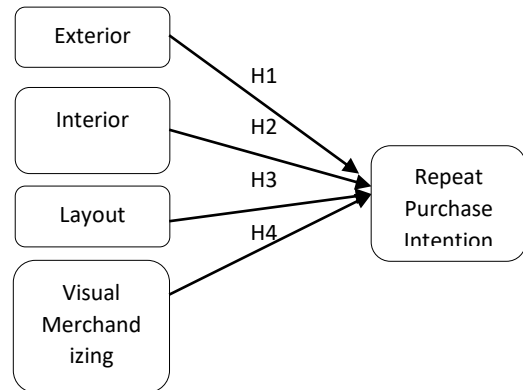 Exterior
H1
Interior
H2
Layout
H3
H4
Visual
Merchand
izing
Repeat
Purchase
Intention